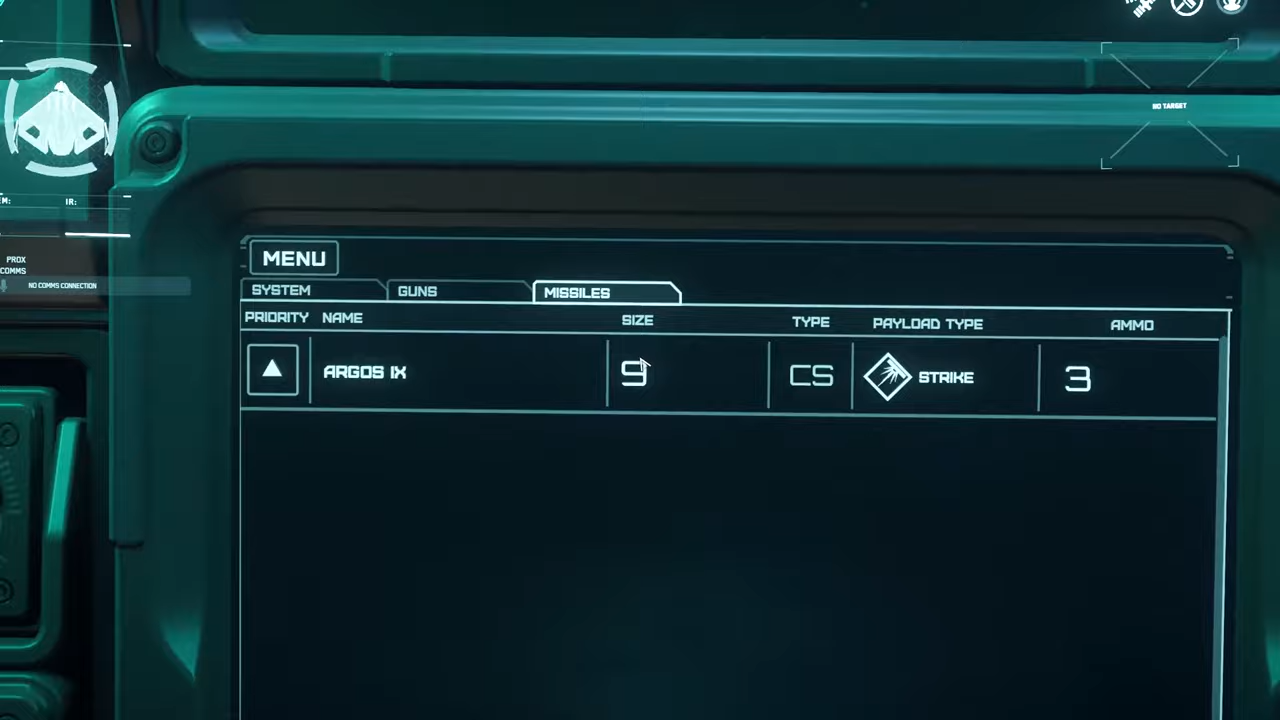 NO TARGET
IR:
PROX
COMMS
NO COMMS CONNECTION
MENU
SYSTEM GUNS MISSILES
PRIORITY NAME SIZE TYPE PAYLOAD TYPE AMMO
ARGOS IX 9 CS STRIKE 3